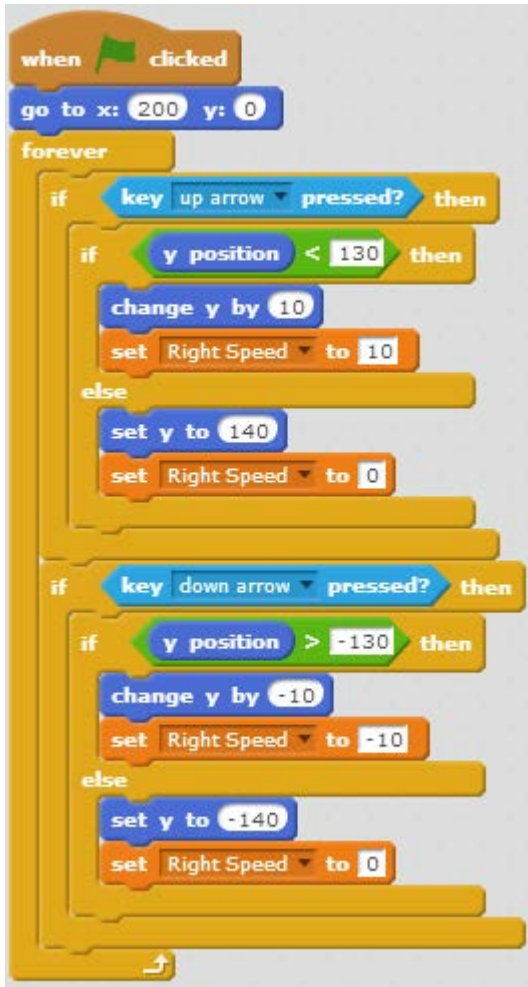 when clicked
go to x: 200 y: 0
forever
if key up arrow pressed? then
if y position < 130 then
change y by 10
set Right Speed to 10
else
set y to 140
set Right Speed to 0
if key down arrow pressed? then
if y position > -130 then
change y by -10
set Right Speed to -10
else
set y to -140
set Right Speed to 0